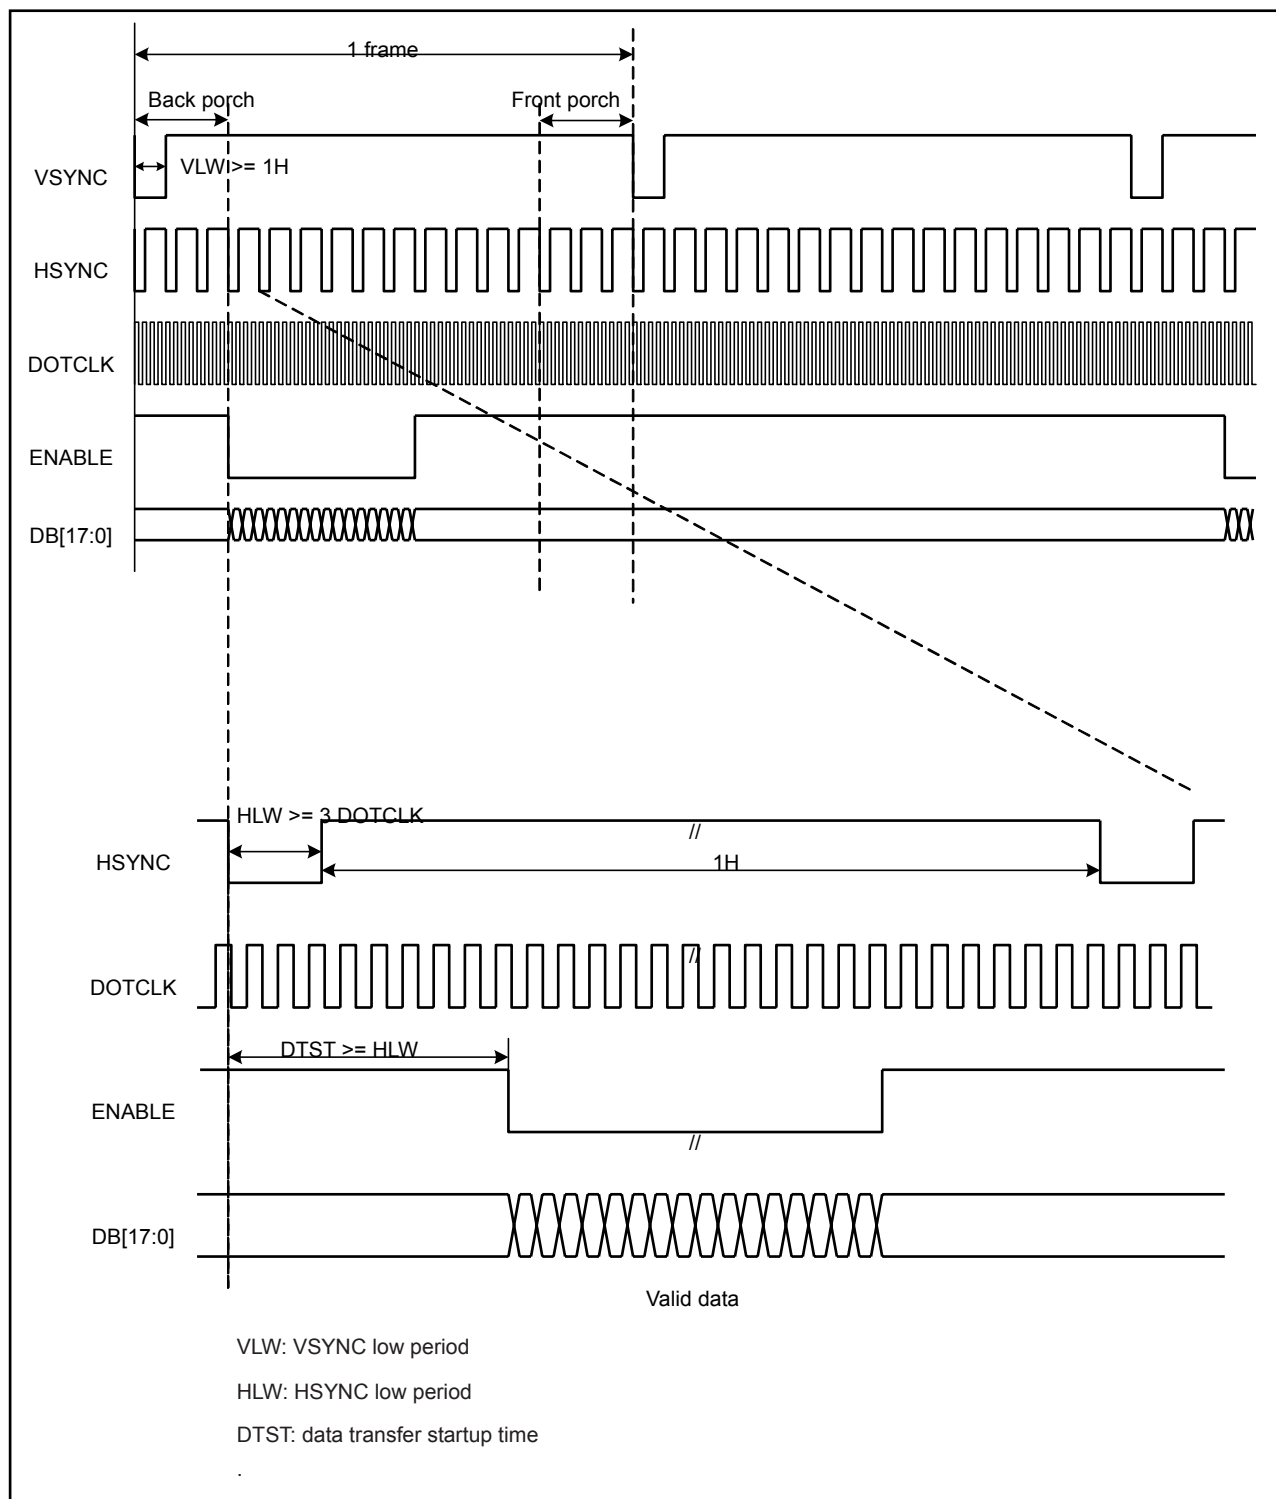 1 frame
Back porch
Front porch
VLW >= 1H
VSYNC
HSYNC
DOTCLK
ENABLE
DB[17:0]
HLW >= 3 DOTCLK
//
HSYNC
1H
//
DOTCLK
DTST >= HLW
ENABLE
//
DB[17:0]
Valid data
VLW: VSYNC low period
HLW: HSYNC low period
DTST: data transfer startup time
.